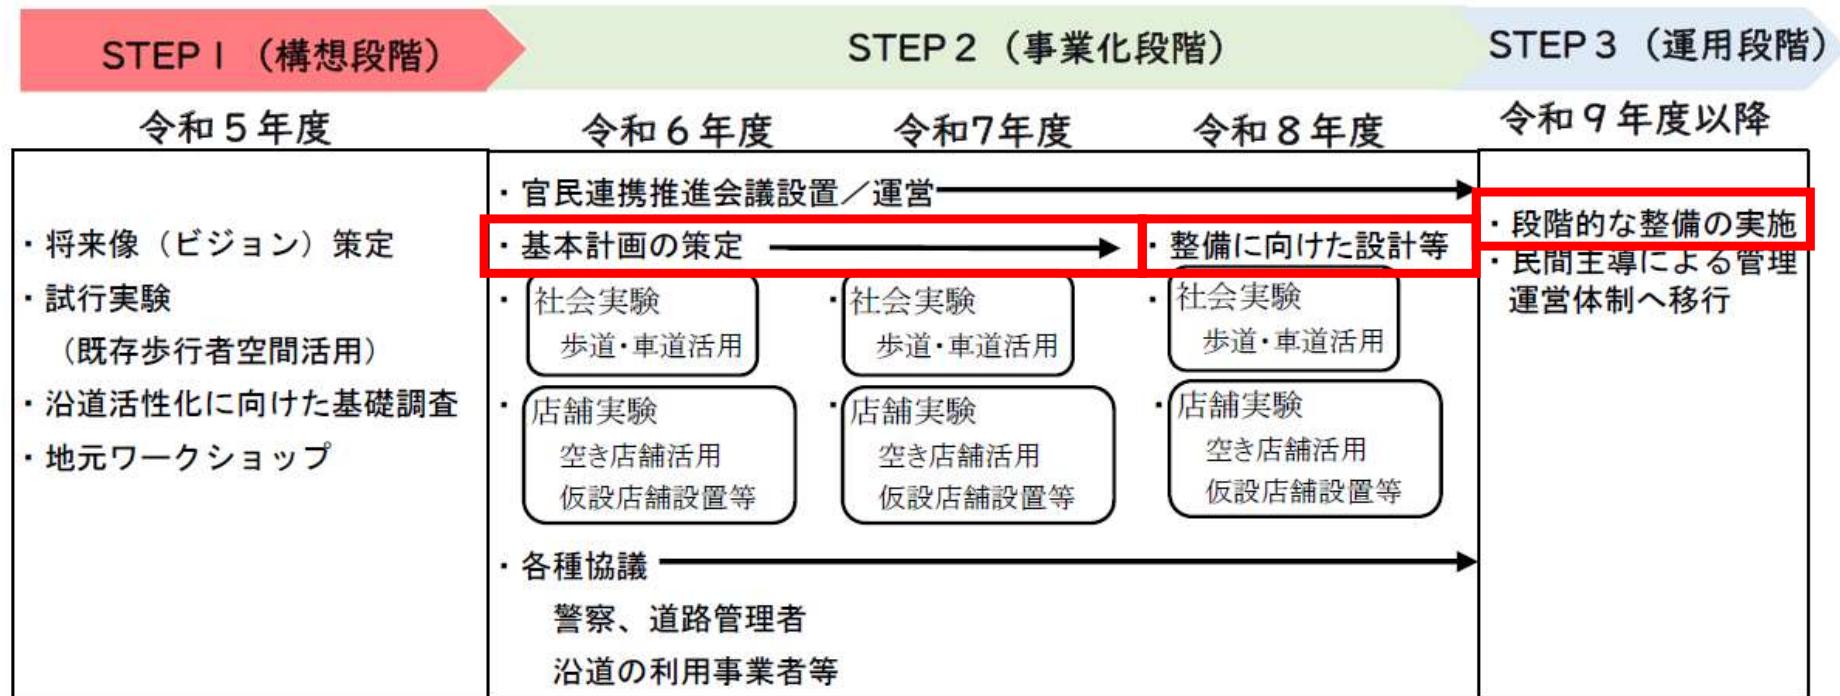 STEP１（構想段階）
STEP２（事業化段階）
STEP３（運用段階）
令和５年度
令和６年度
令和7年度
令和８年度
令和９年度以降
・将来像（ビジョン）策定
・試行実験
（既存歩行者空間活用）
・沿道活性化に向けた基礎調査
・地元ワークショップ
・官民連携推進会議設置／運営
・基本計画の策定
・整備に向けた設計等
・社会実験
歩道・車道活用
・社会実験
歩道・車道活用
・社会実験
歩道・車道活用
・店舗実験
空き店舗活用
仮設店舗設置等
・店舗実験
空き店舗活用
仮設店舗設置等
・店舗実験
空き店舗活用
仮設店舗設置等
・各種協議
警察、道路管理者
沿道の利用事業者等
・段階的な整備の実施
・民間主導による管理
運営体制へ移行